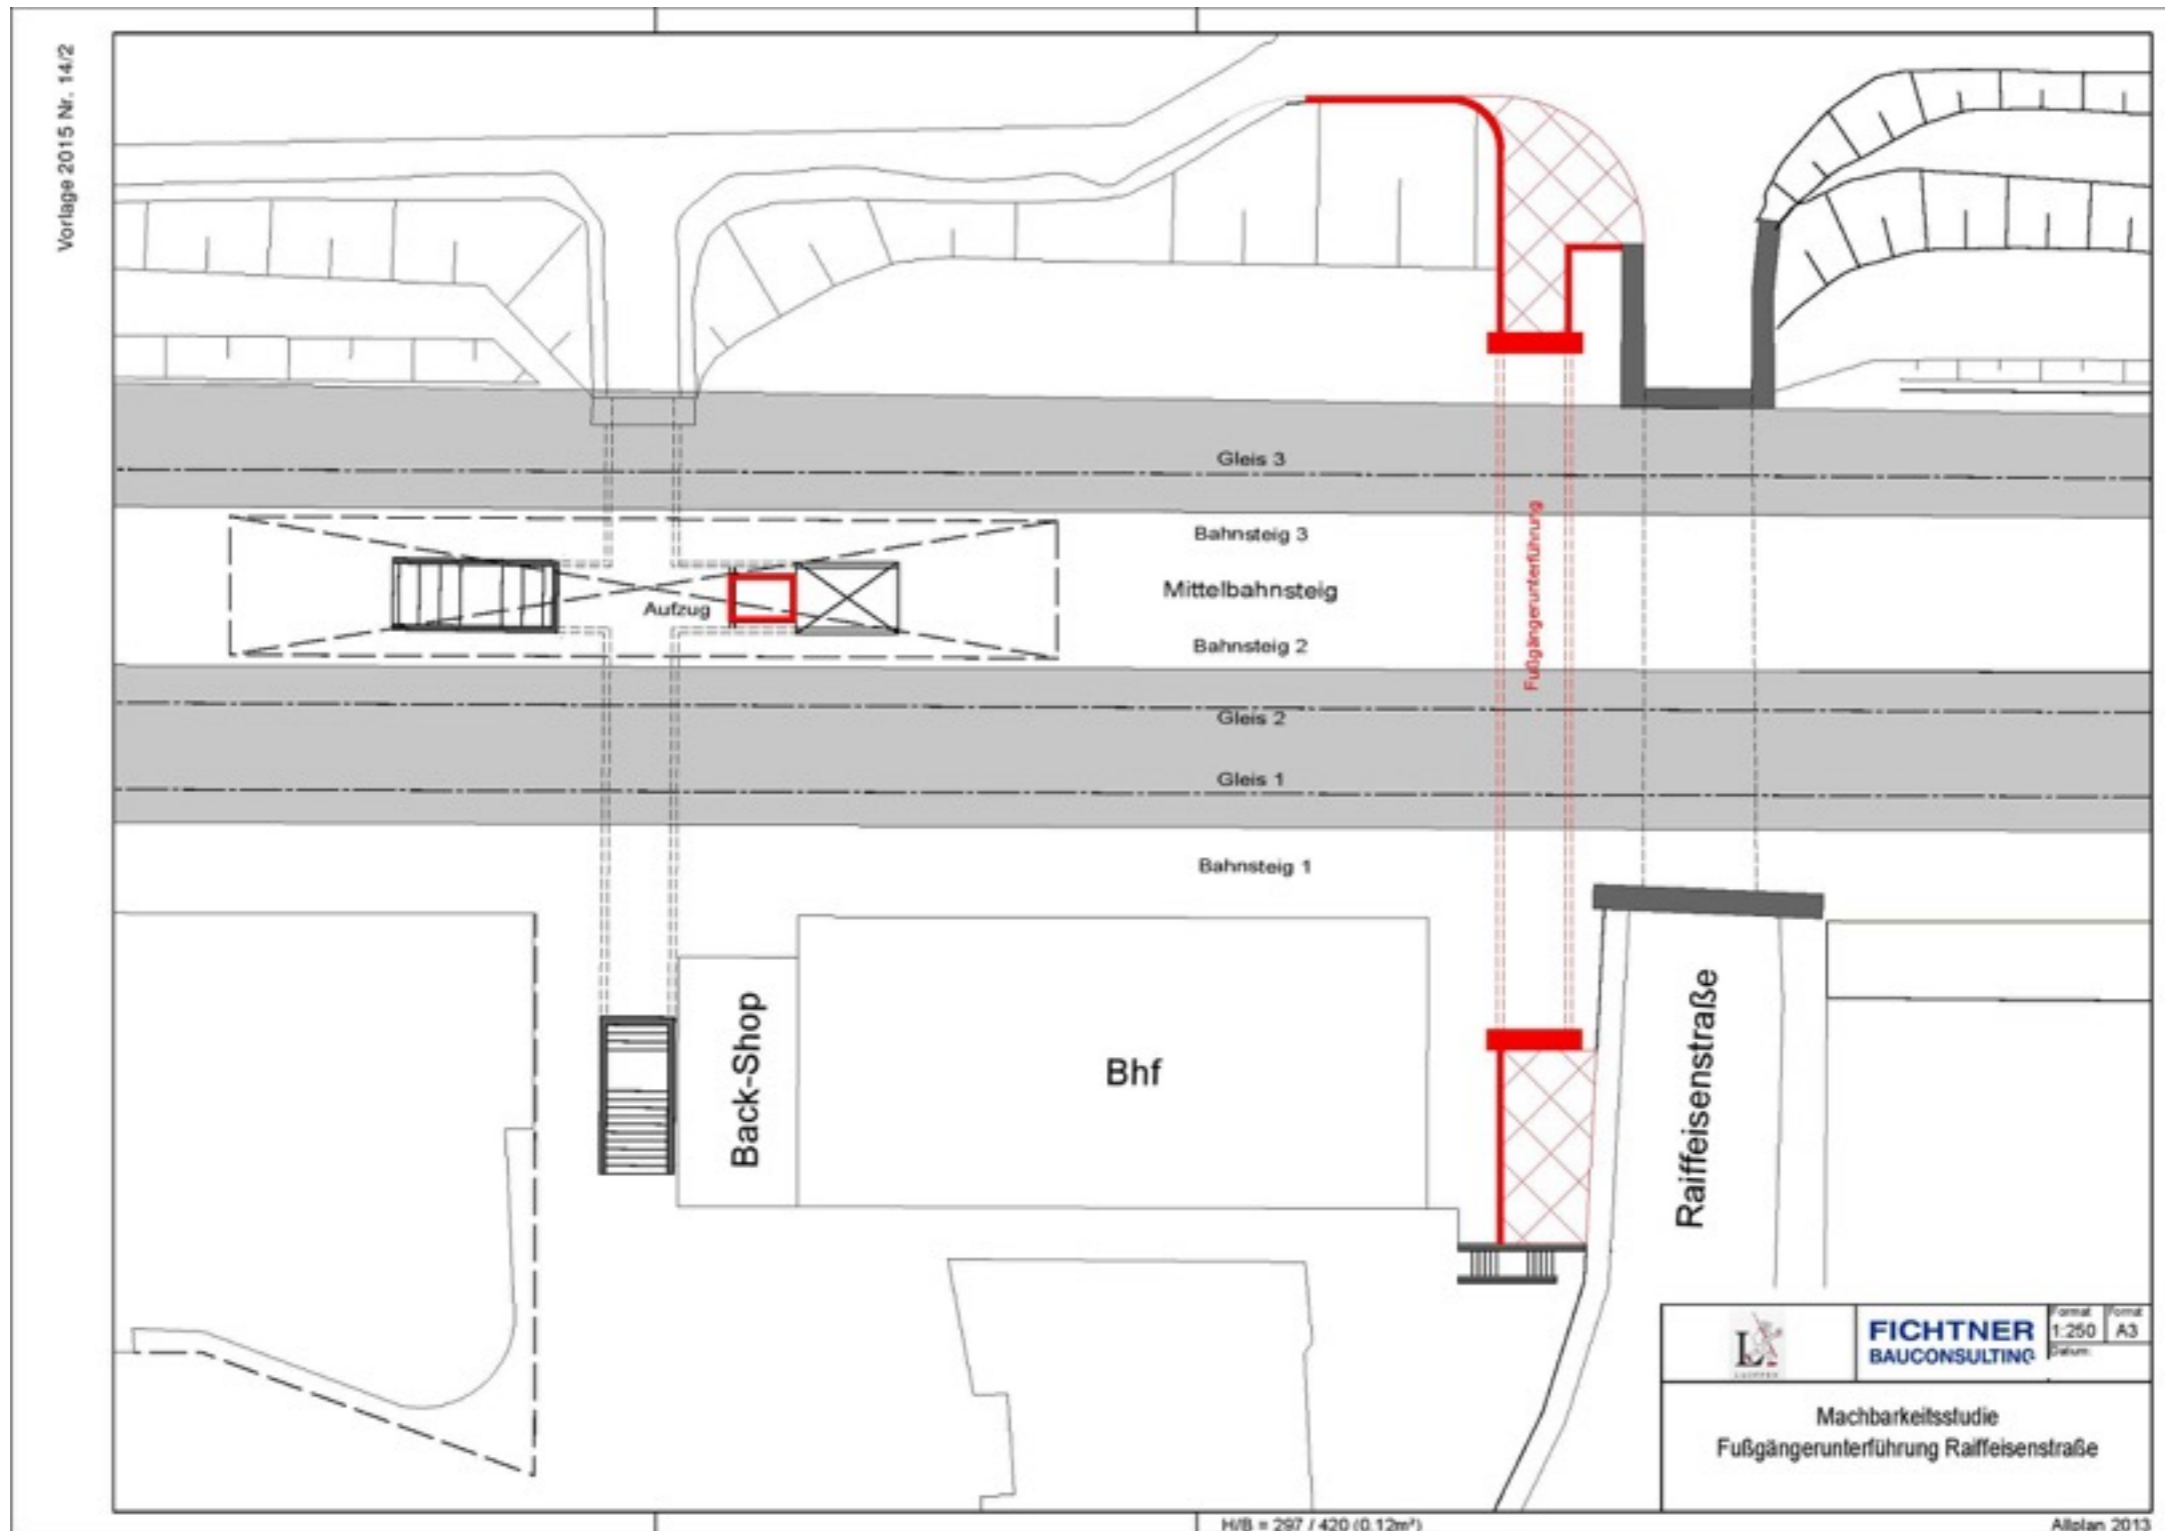 Vorlage 2015 Nr. 14/2
Gleis 3
Bahnsteig 3
Mittelbahnsteig
Aufzug
Bahnsteig 2
Fußgängerunterführung
Gleis 2
Gleis 1
Bahnsteig 1
Back-Shop
Bhf
Raiffeisenstraße
L
FICHTNER
BAUCONSULTING
Format
1:250
Format
A3
Datum:
Machbarkeitsstudie
Fußgängerunterführung Raiffeisenstraße
H/B = 297 / 420 (0.12m²)
Allplan 2013